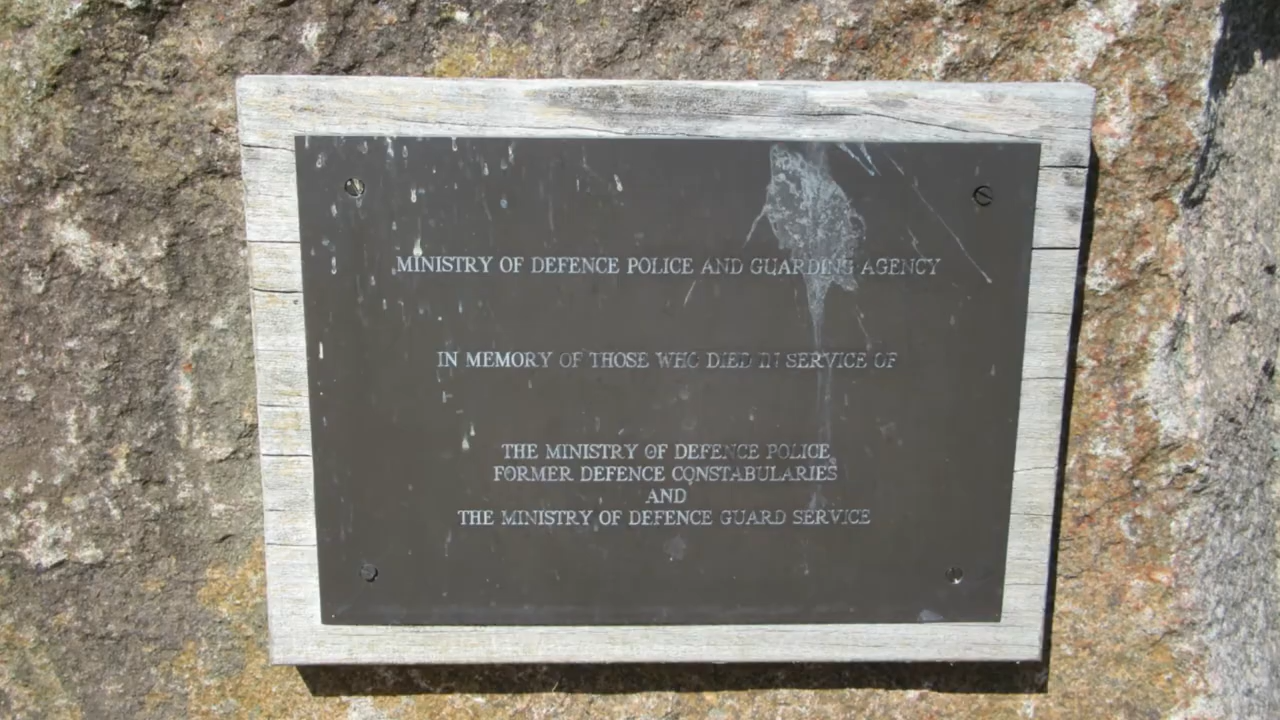 MINISTRY OF DEFENCE POLICE AND GUARDING AGENCY
IN MEMORY OF THOSE WHO DIED IN SERVICE OF
THE MINISTRY OF DEFENCE POLICE
FORMER DEFENCE CONSTABULARIES
AND
THE MINISTRY OF DEFENCE GUARD SERVICE